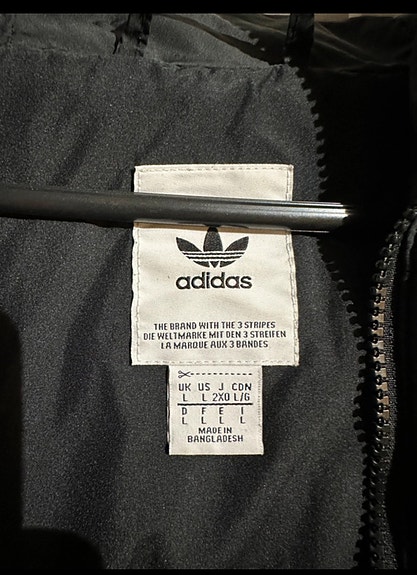 adidas
THE BRAND WITH THE 3 STRIPES
DIE WELTMARKE MIT DEN 3 STREIFEN
LA MARQUE AUX 3 BANDES
UK US J CDN
L L 2XO L/G
D F E I
L L L L
MADE IN
BANGLADESH